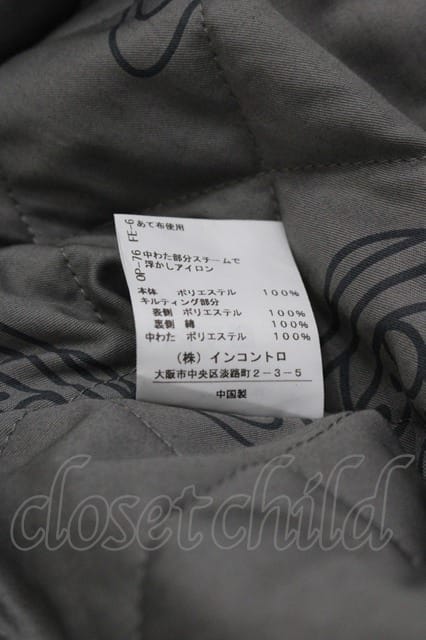 OP-76 FE-6
あて布使用
中わた部分スチームで
浮かしアイロン
本体 ポリエステル 100%
キルティング部分
表側 ポリエステル 100%
裏側 綿 100%
中わた ポリエステル 100%
(株) インコントロ
大阪市中央区淡路町2-3-5
中国製
closetchild